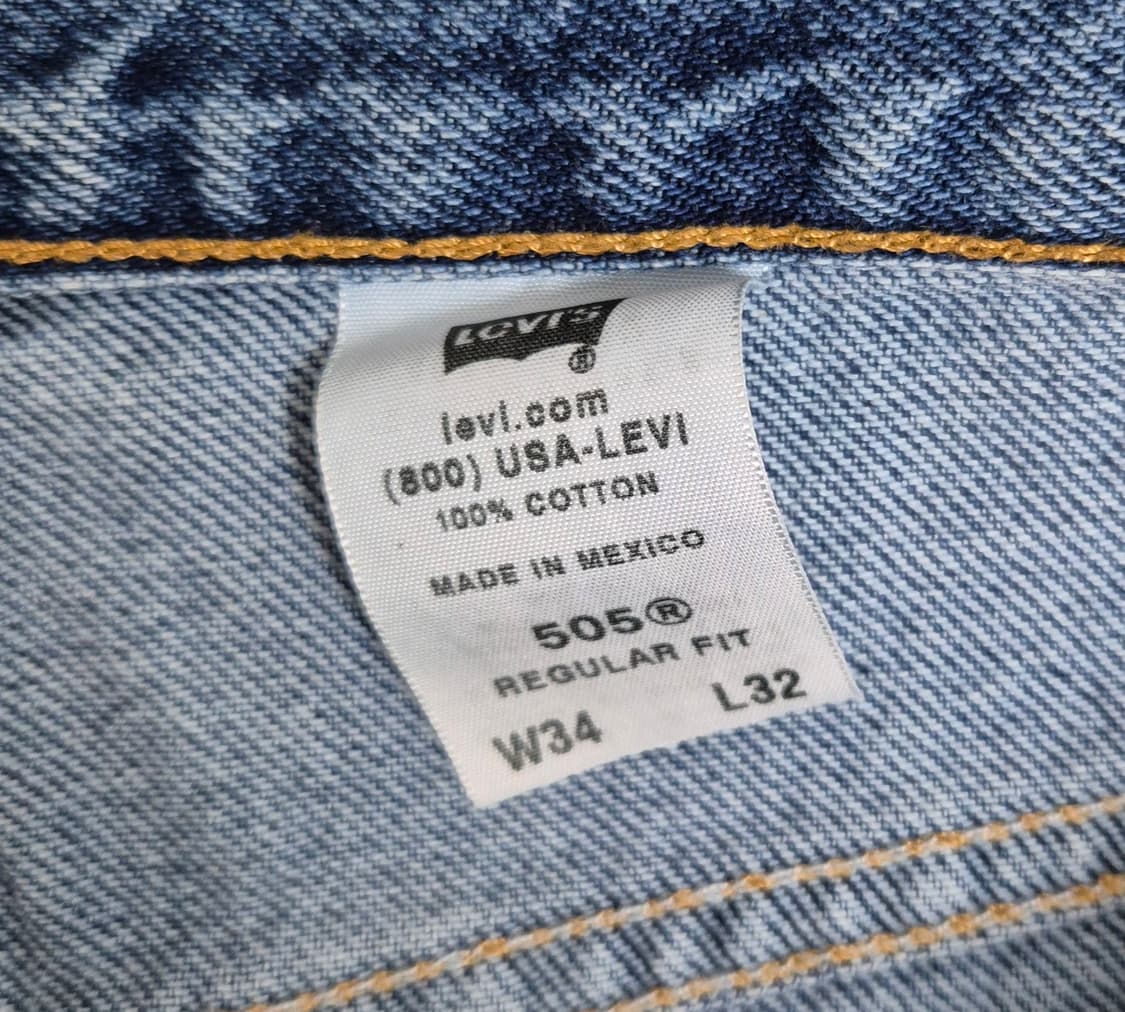 LEVI'S
®
levi.com
(800) USA-LEVI
100% COTTON
MADE IN MEXICO
505®
REGULAR FIT
W34 L32